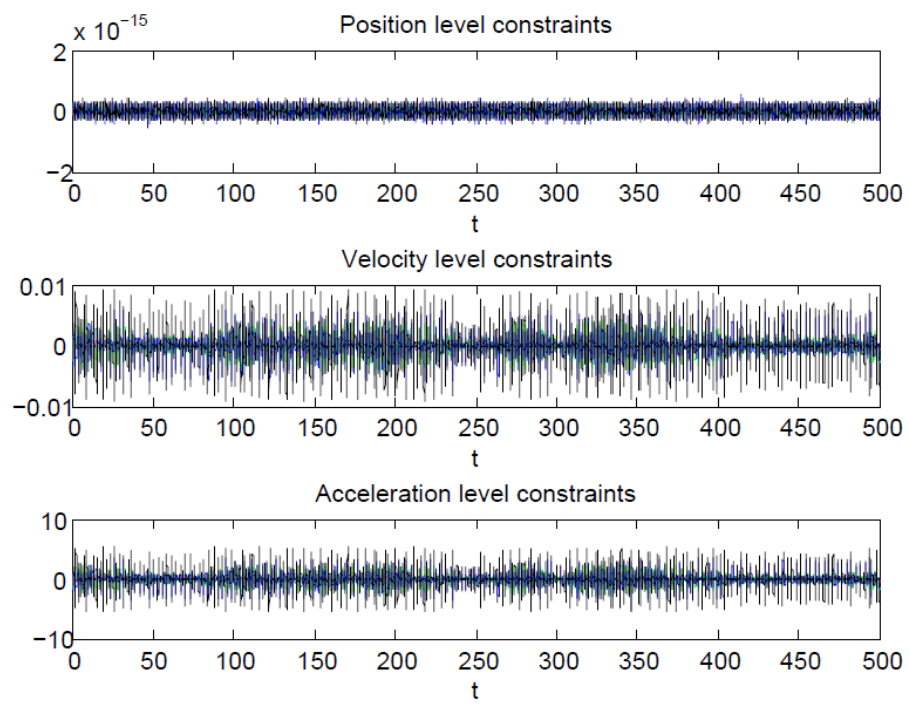 x 10⁻¹⁵
Position level constraints
2
0
−2
0 50 100 150 200 250 300 350 400 450 500
t
Velocity level constraints
0.01
0
−0.01
0 50 100 150 200 250 300 350 400 450 500
t
Acceleration level constraints
10
0
−10
0 50 100 150 200 250 300 350 400 450 500
t